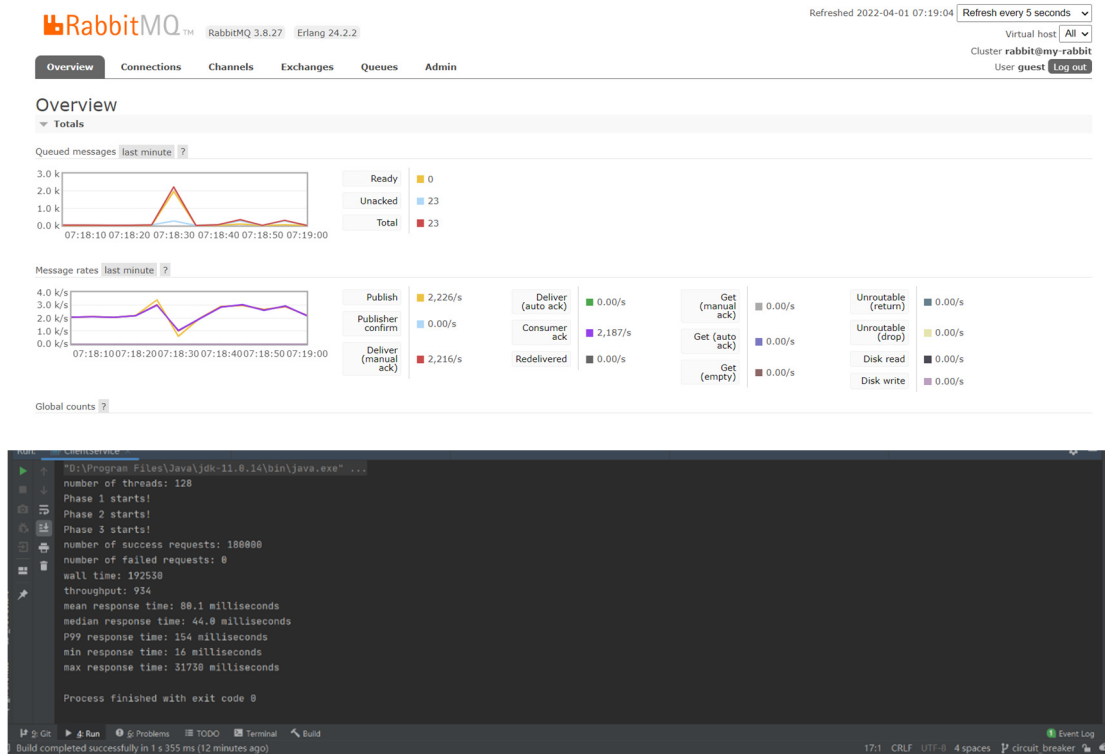 Refreshed 2022-04-01 07:19:04 Refresh every 5 seconds
RabbitMQ TM RabbitMQ 3.8.27 Erlang 24.2.2
Virtual host All
Cluster rabbit@my-rabbit
User guest Log out
Overview Connections Channels Exchanges Queues Admin
Overview
Totals
Queued messages last minute ?
3.0 k
2.0 k
1.0 k
0.0 k
07:18:10 07:18:20 07:18:30 07:18:40 07:18:50 07:19:00
Ready 0
Unacked 23
Total 23
Message rates last minute ?
4.0 k/s
3.0 k/s
2.0 k/s
1.0 k/s
0.0 k/s
07:18:10 07:18:20 07:18:30 07:18:40 07:18:50 07:19:00
Publish 2,226/s
Publisher confirm 0.00/s
Deliver (manual ack) 2,216/s
Deliver (auto ack) 0.00/s
Consumer ack 2,187/s
Redelivered 0.00/s
Get (manual ack) 0.00/s
Get (auto ack) 0.00/s
Get (empty) 0.00/s
Unroutable (return) 0.00/s
Unroutable (drop) 0.00/s
Disk read 0.00/s
Disk write 0.00/s
Global counts ?
Run: ClientService
"D:\Program Files\Java\jdk-11.0.14\bin\java.exe" ...
number of threads: 128
Phase 1 starts!
Phase 2 starts!
Phase 3 starts!
number of success requests: 180000
number of failed requests: 0
wall time: 192530
throughput: 934
mean response time: 80.1 milliseconds
median response time: 44.0 milliseconds
P99 response time: 154 milliseconds
min response time: 16 milliseconds
max response time: 31730 milliseconds
Process finished with exit code 0
9: Git 4: Run 6: Problems TODO Terminal Build 1 Event Log
Build completed successfully in 1 s 355 ms (12 minutes ago) 17:1 CRLF UTF-8 4 spaces circuit_breaker